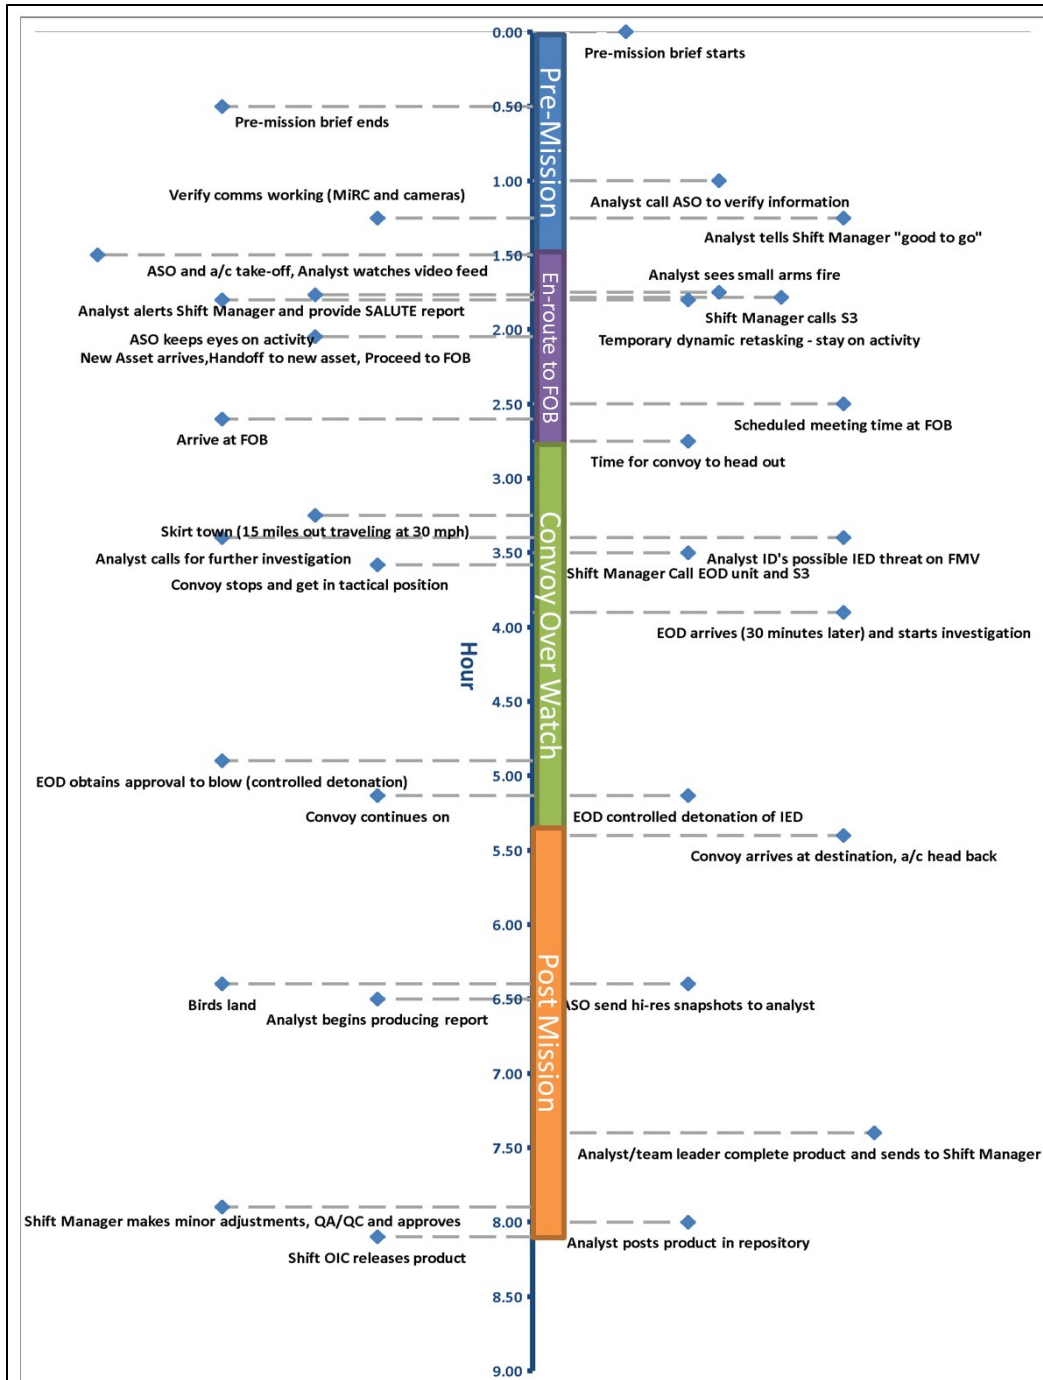 0.00
Pre-mission brief starts
Pre-Mission
0.50
Pre-mission brief ends
1.00
Verify comms working (MiRC and cameras)
Analyst call ASO to verify information
Analyst tells Shift Manager "good to go"
1.50
ASO and a/c take-off, Analyst watches video feed
Analyst sees small arms fire
En-route to FOB
Analyst alerts Shift Manager and provide SALUTE report
Shift Manager calls S3
2.00
ASO keeps eyes on activity
Temporary dynamic retasking - stay on activity
New Asset arrives,Handoff to new asset, Proceed to FOB
2.50
Scheduled meeting time at FOB
Arrive at FOB
Time for convoy to head out
3.00
Convoy Over Watch
Skirt town (15 miles out traveling at 30 mph)
3.50
Analyst calls for further investigation
Analyst ID's possible IED threat on FMV
Shift Manager Call EOD unit and S3
Convoy stops and get in tactical position
4.00
EOD arrives (30 minutes later) and starts investigation
Hour
4.50
5.00
EOD obtains approval to blow (controlled detonation)
Convoy continues on
EOD controlled detonation of IED
5.50
Convoy arrives at destination, a/c head back
6.00
Post Mission
6.50
Birds land
ASO send hi-res snapshots to analyst
Analyst begins producing report
7.00
7.50
Analyst/team leader complete product and sends to Shift Manager
8.00
Shift Manager makes minor adjustments, QA/QC and approves
Analyst posts product in repository
Shift OIC releases product
8.50
9.00